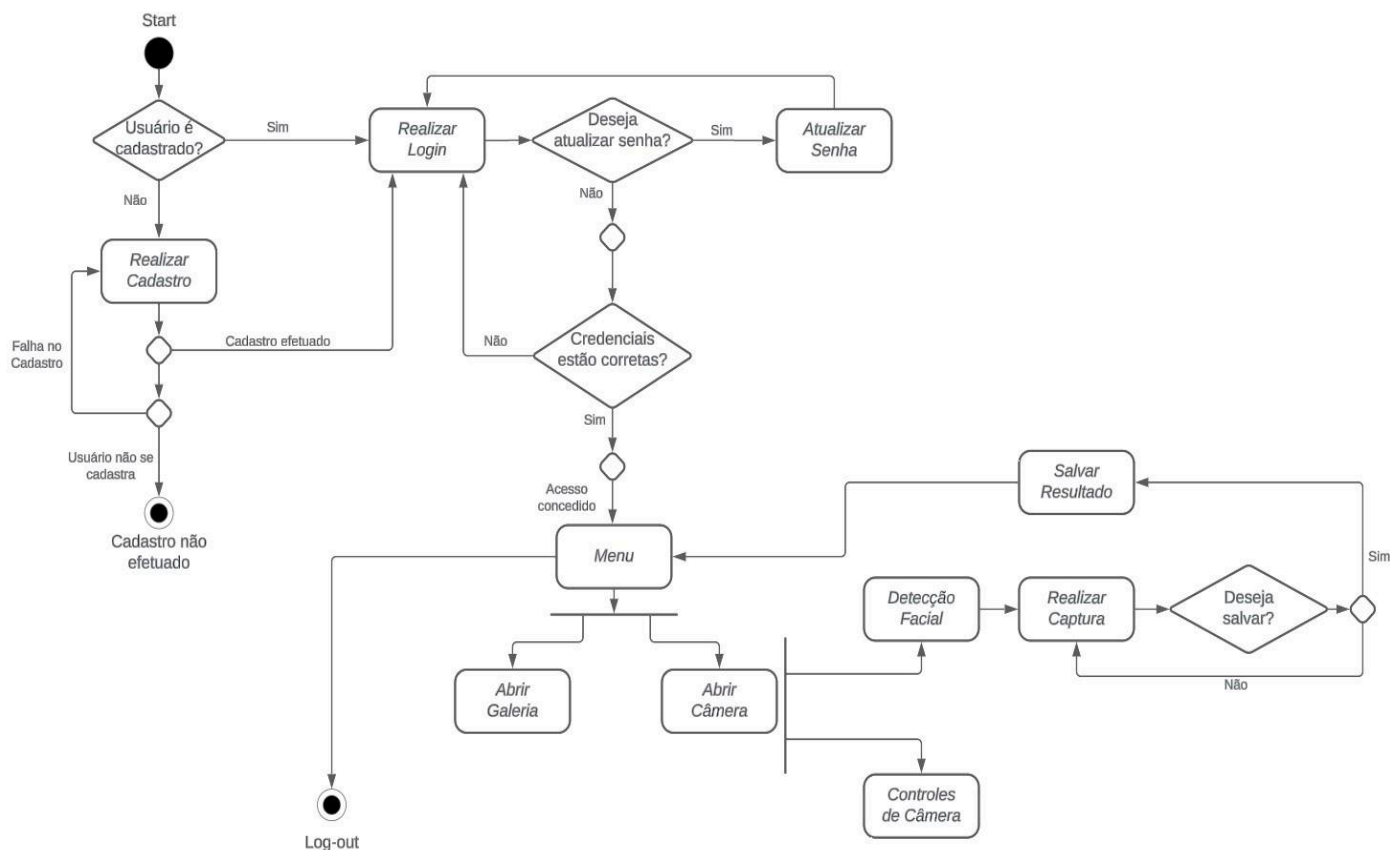 Start
Usuário é
cadastrado?
Sim
Realizar
Login
Deseja
atualizar senha?
Sim
Atualizar
Senha
Não
Não
Realizar
Cadastro
Falha no
Cadastro
Cadastro efetuado
Não
Credenciais
estão corretas?
Sim
Usuário não se
cadastra
Cadastro não
efetuado
Acesso
concedido
Menu
Salvar
Resultado
Sim
Detecção
Facial
Realizar
Captura
Deseja
salvar?
Não
Abrir
Galeria
Abrir
Câmera
Controles
de Câmera
Log-out